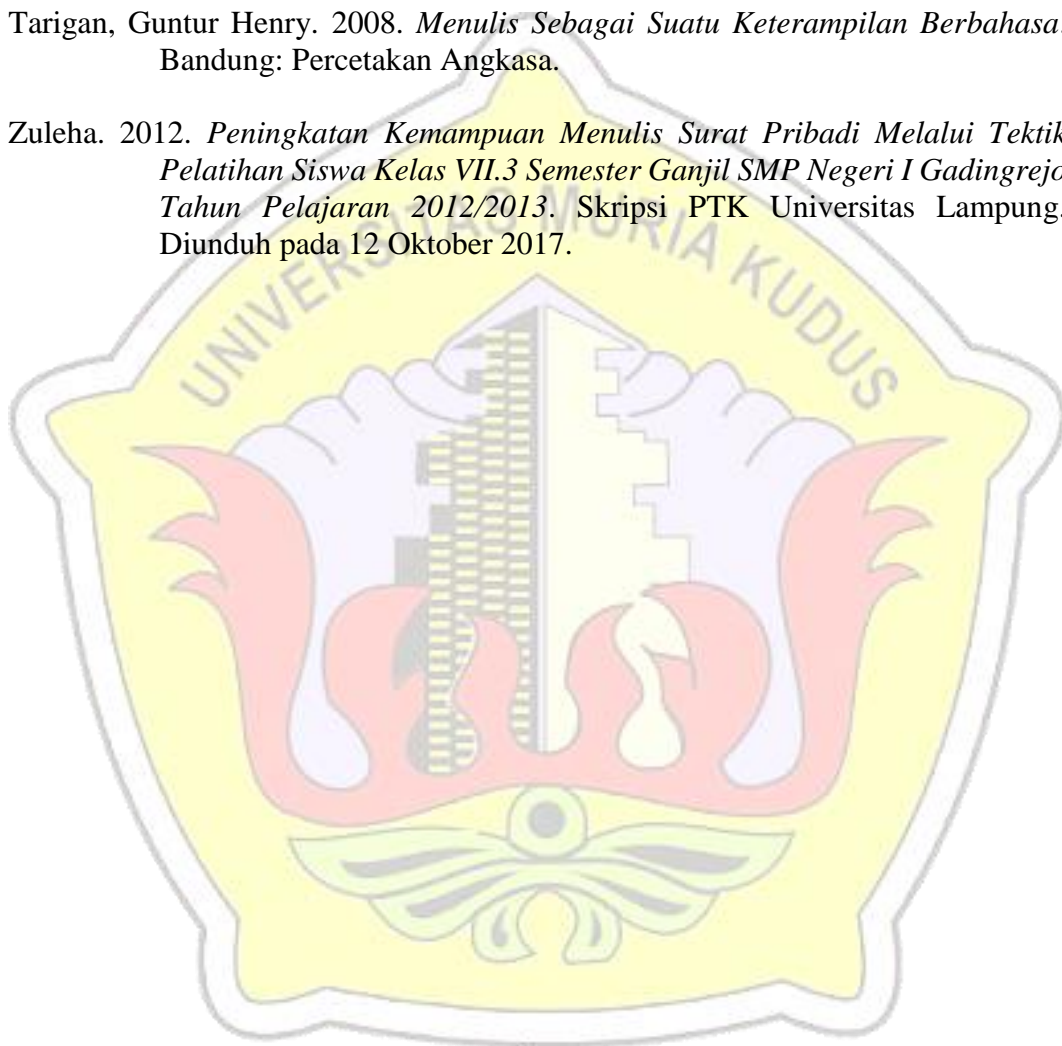 Tarigan, Guntur Henry. 2008. Menulis Sebagai Suatu Keterampilan Berbahasa.
Bandung: Percetakan Angkasa.
Zuleha. 2012. Peningkatan Kemampuan Menulis Surat Pribadi Melalui Tektik
Pelatihan Siswa Kelas VII.3 Semester Ganjil SMP Negeri I Gadingrejo
Tahun Pelajaran 2012/2013. Skripsi PTK Universitas Lampung.
Diunduh pada 12 Oktober 2017.
UNIVERSITAS MURIA KUDUS